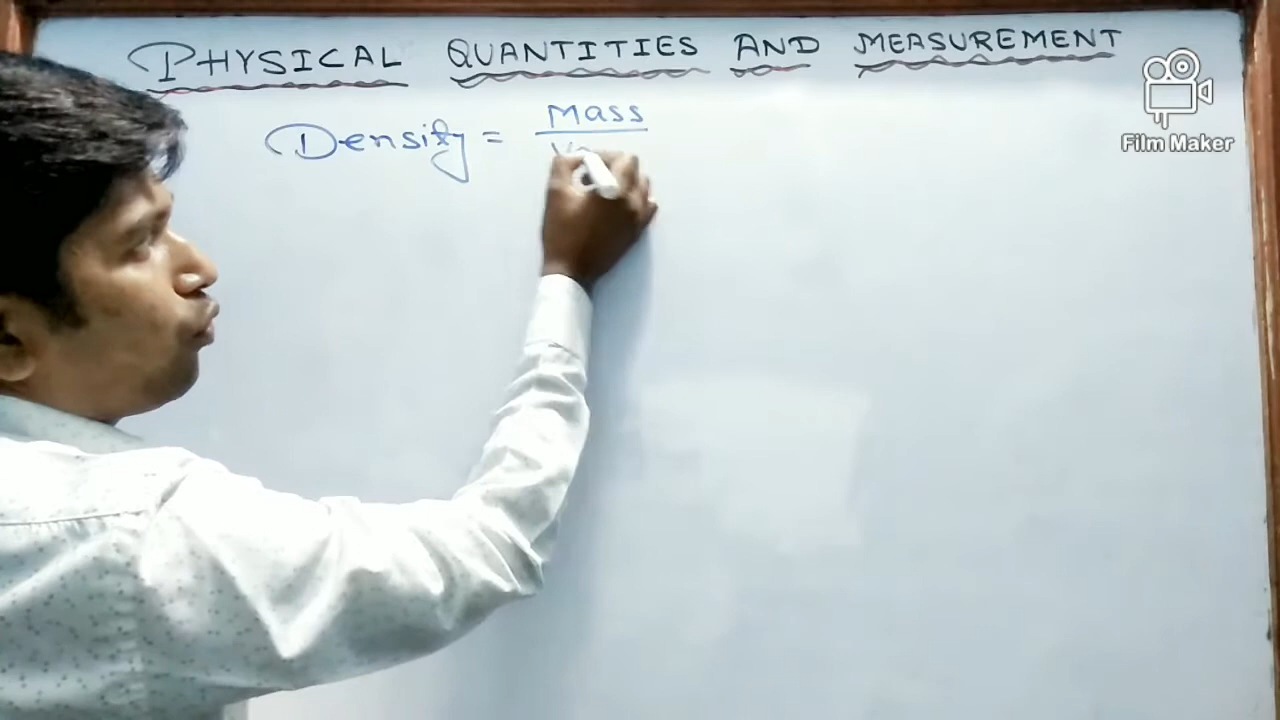 PHYSICAL QUANTITIES AND MEASUREMENT
Density = Mass
Film Maker